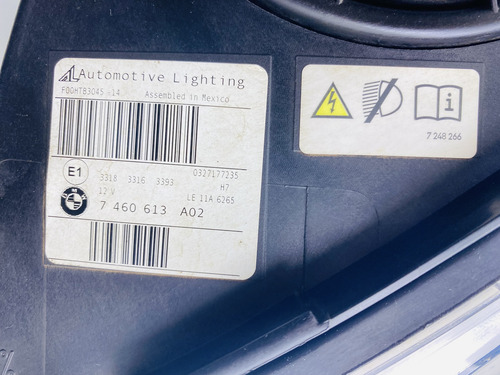 AL Automotive Lighting
F00HTB3045 -14 Assembled in Mexico
0327177235
E1
3318 3316 3393 H7
12 V LE 11A 6265
7 460 613 A02
i
7 248 266